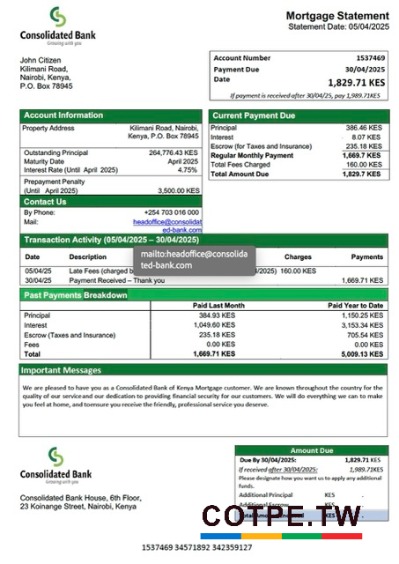 Consolidated Bank
Growing with you
Mortgage Statement
Statement Date: 05/04/2025
John Citizen
Kilimani Road,
Nairobi, Kenya,
P.O. Box 78945
Account Number 1537469
Payment Due 30/04/2025
Date 1,829.71 KES
If payment is received after 30/04/25, pay 1,989.71KES
Account Information
Property Address Kilimani Road, Nairobi,
Kenya, P.O. Box 78945
Outstanding Principal 264,776.43 KES
Maturity Date April 2025
Interest Rate (Until April 2025) 4.75%
Prepayment Penalty
(Until April 2025) 3,500.00 KES
Contact Us
By Phone: +254 703 016 000
Mail: headoffice@consolidat
ed-bank.com
Current Payment Due
Principal 386.46 KES
Interest 8.07 KES
Escrow (for Taxes and Insurance) 235.18 KES
Regular Monthly Payment 1,669.7 KES
Total Fees Charged 160.00 KES
Total Amount Due 1,829.7 KES
Transaction Activity (05/04/2025 – 30/04/2025)
mailto:headoffice@consolida
ted-bank.com
Date Description Charges Payments
05/04/25 Late Fees (charged b 4/2025) 160.00 KES
30/04/25 Payment Received – Thank you 1,669.71 KES
Past Payments Breakdown
Paid Last Month Paid Year to Date
Principal 384.93 KES 1,150.25 KES
Interest 1,049.60 KES 3,153.34 KES
Escrow (Taxes and Insurance) 235.18 KES 705.54 KES
Fees 0.00 KES 0.00 KES
Total 1,669.71 KES 5,009.13 KES
Important Messages
We are pleased to have you as a Consolidated Bank of Kenya Mortgage customer. We are known throughout the country for the
quality of our service and our dedication to providing financial security for our customers. We will do everything we can to make
you feel at home, and toensure you receive the friendly, professional service you deserve.
Consolidated Bank
Growing with you
Consolidated Bank House, 6th Floor,
23 Koinange Street, Nairobi, Kenya
Amount Due
Due By 30/04/2025: 1,829.71 KES
If received after 30/04/2025: 1,989.71KES
Please designate how you want us to apply any additional
funds.
Additional Principal KES
Additional Escrow KES
COTPE.TW
1537469 34571892 342359127